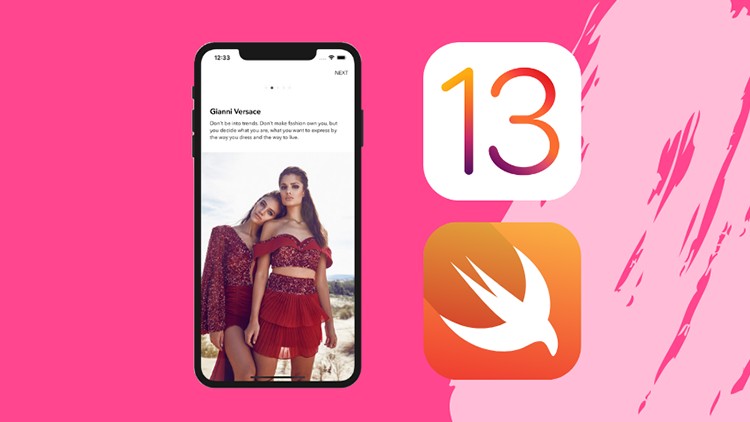 12:33
NEXT
Gianni Versace
Don't be into trends. Don't make fashion own you, but
you decide what you are, what you want to express by
the way you dress and the way to live.
13